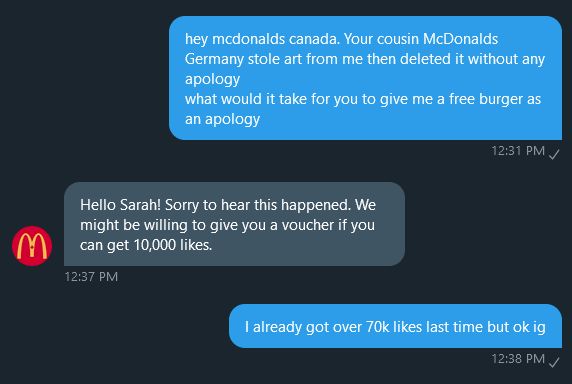 hey mcdonalds canada. Your cousin McDonalds
Germany stole art from me then deleted it without any
apology
what would it take for you to give me a free burger as
an apology
12:31 PM
Hello Sarah! Sorry to hear this happened. We
might be willing to give you a voucher if you
can get 10,000 likes.
12:37 PM
I already got over 70k likes last time but ok ig
12:38 PM